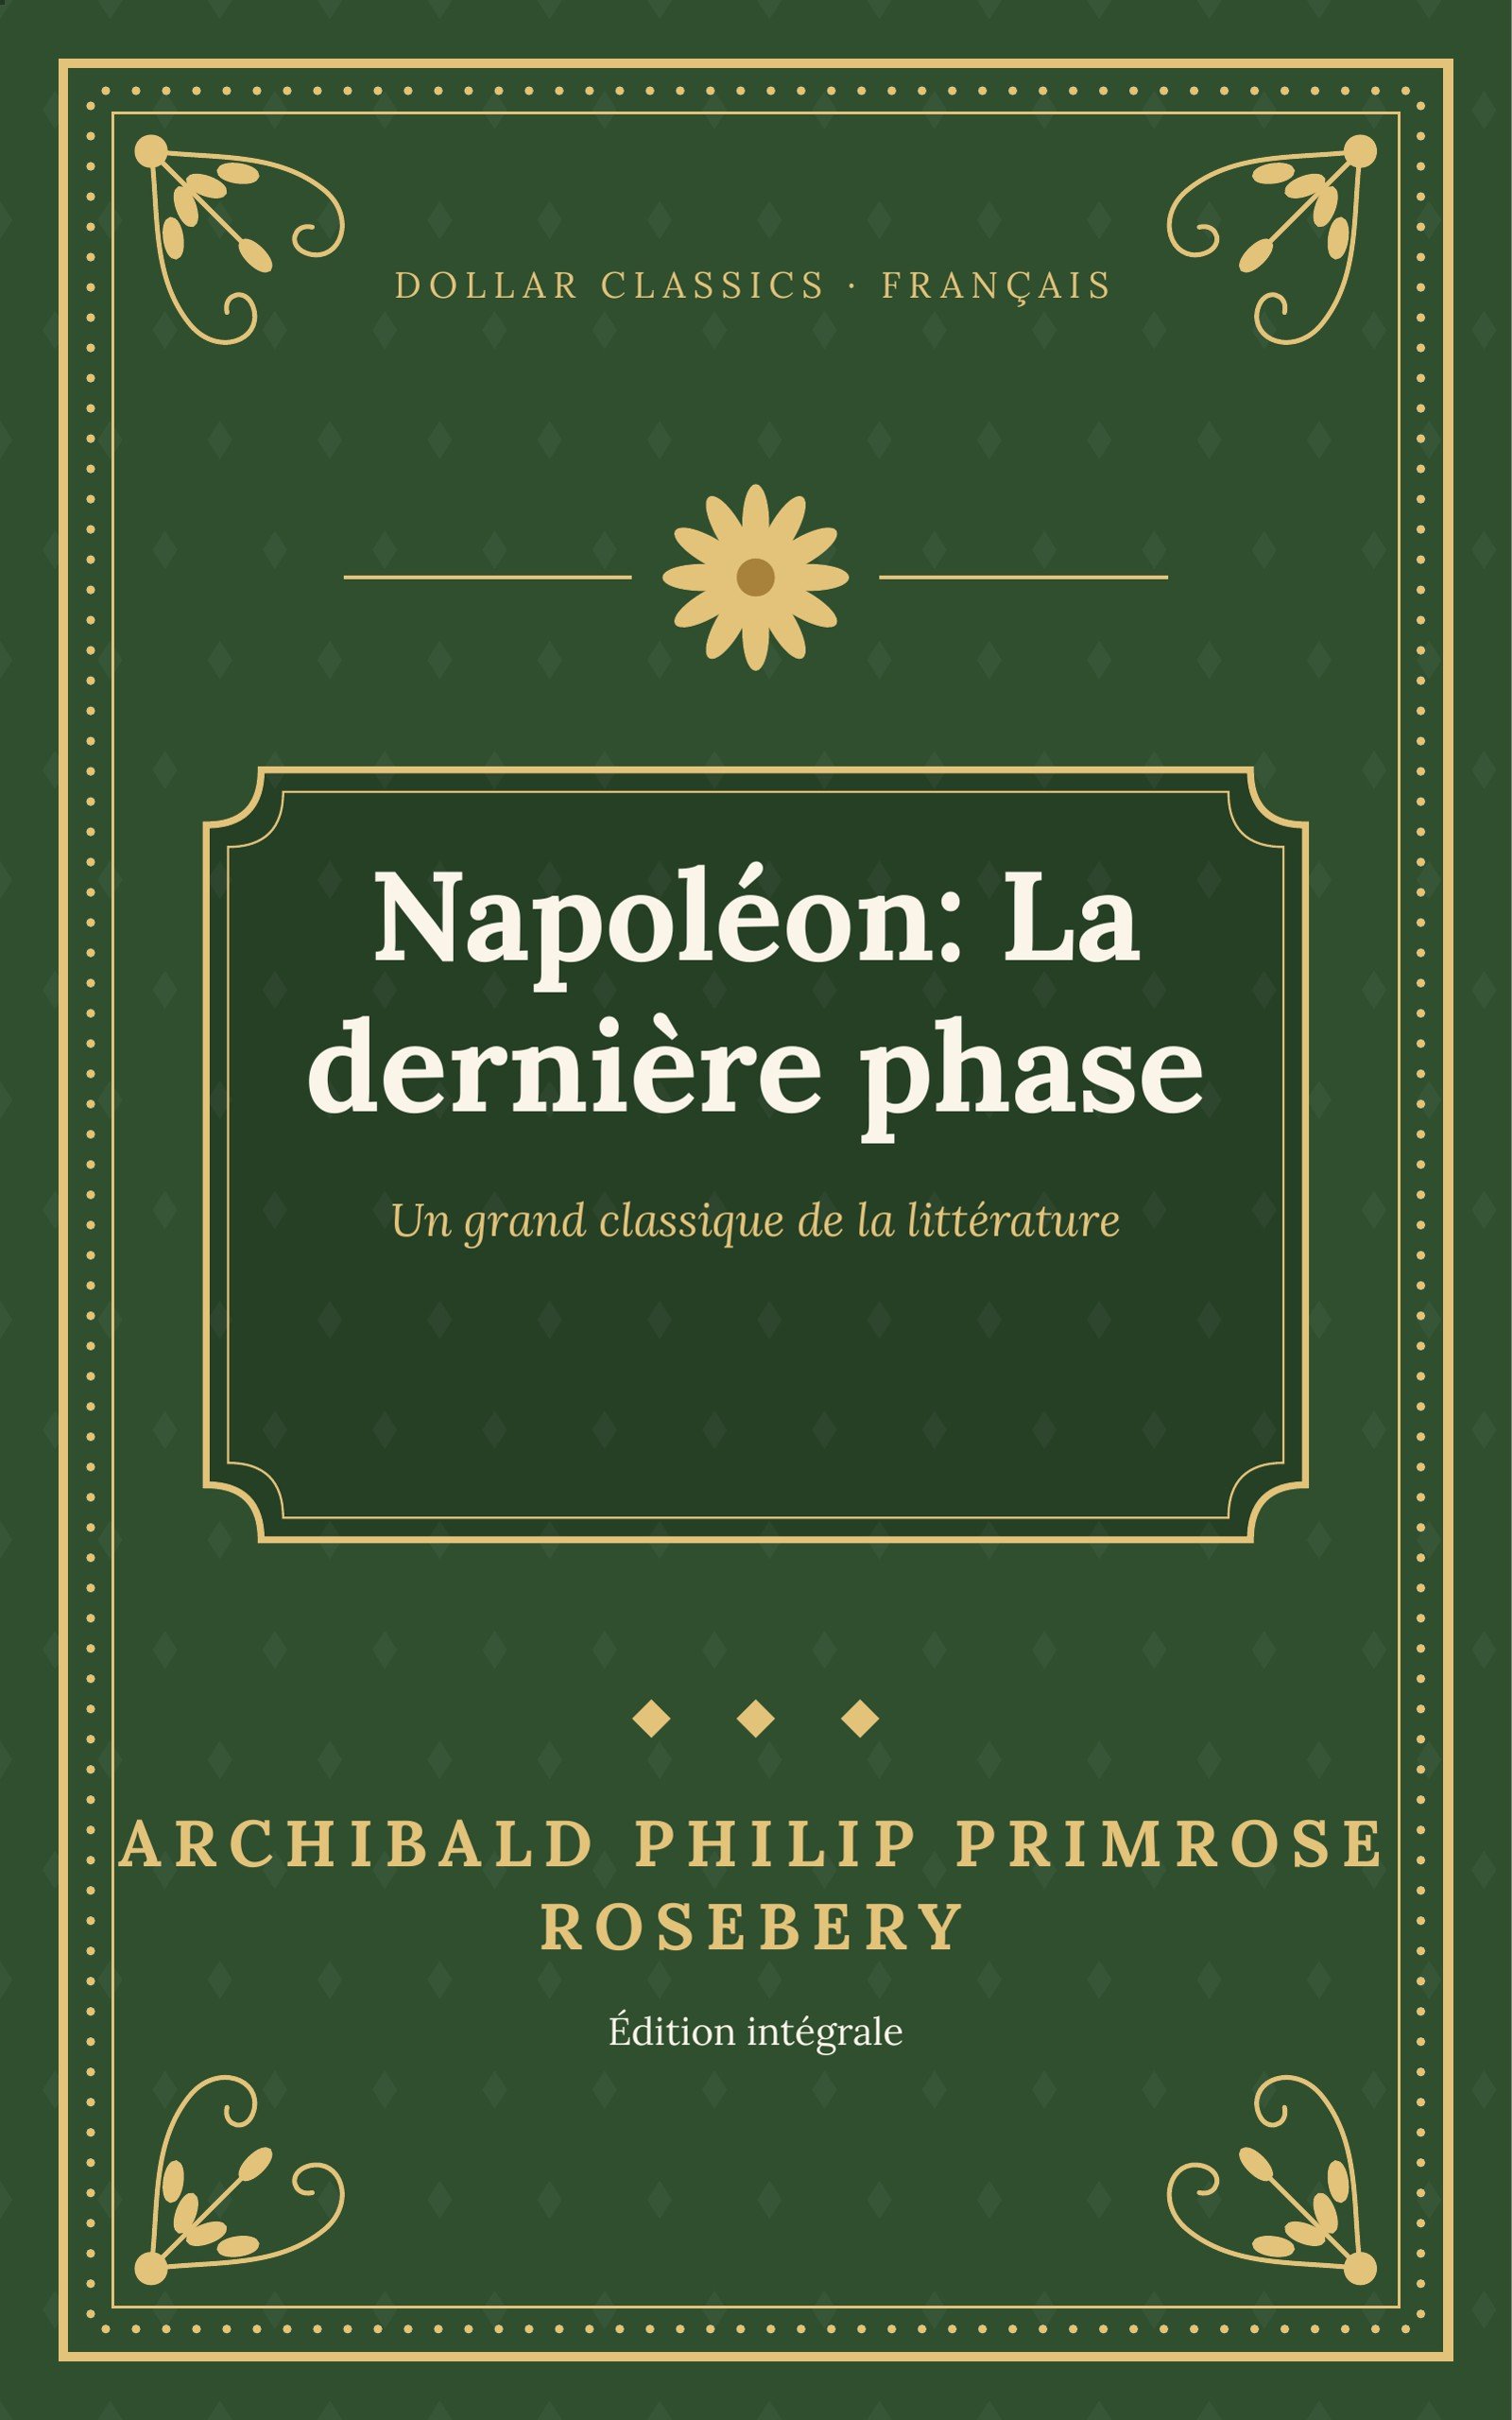 DOLLAR CLASSICS · FRANÇAIS
Napoléon: La
dernière phase
Un grand classique de la littérature
ARCHIBALD PHILIP PRIMROSE
ROSEBERY
Édition intégrale